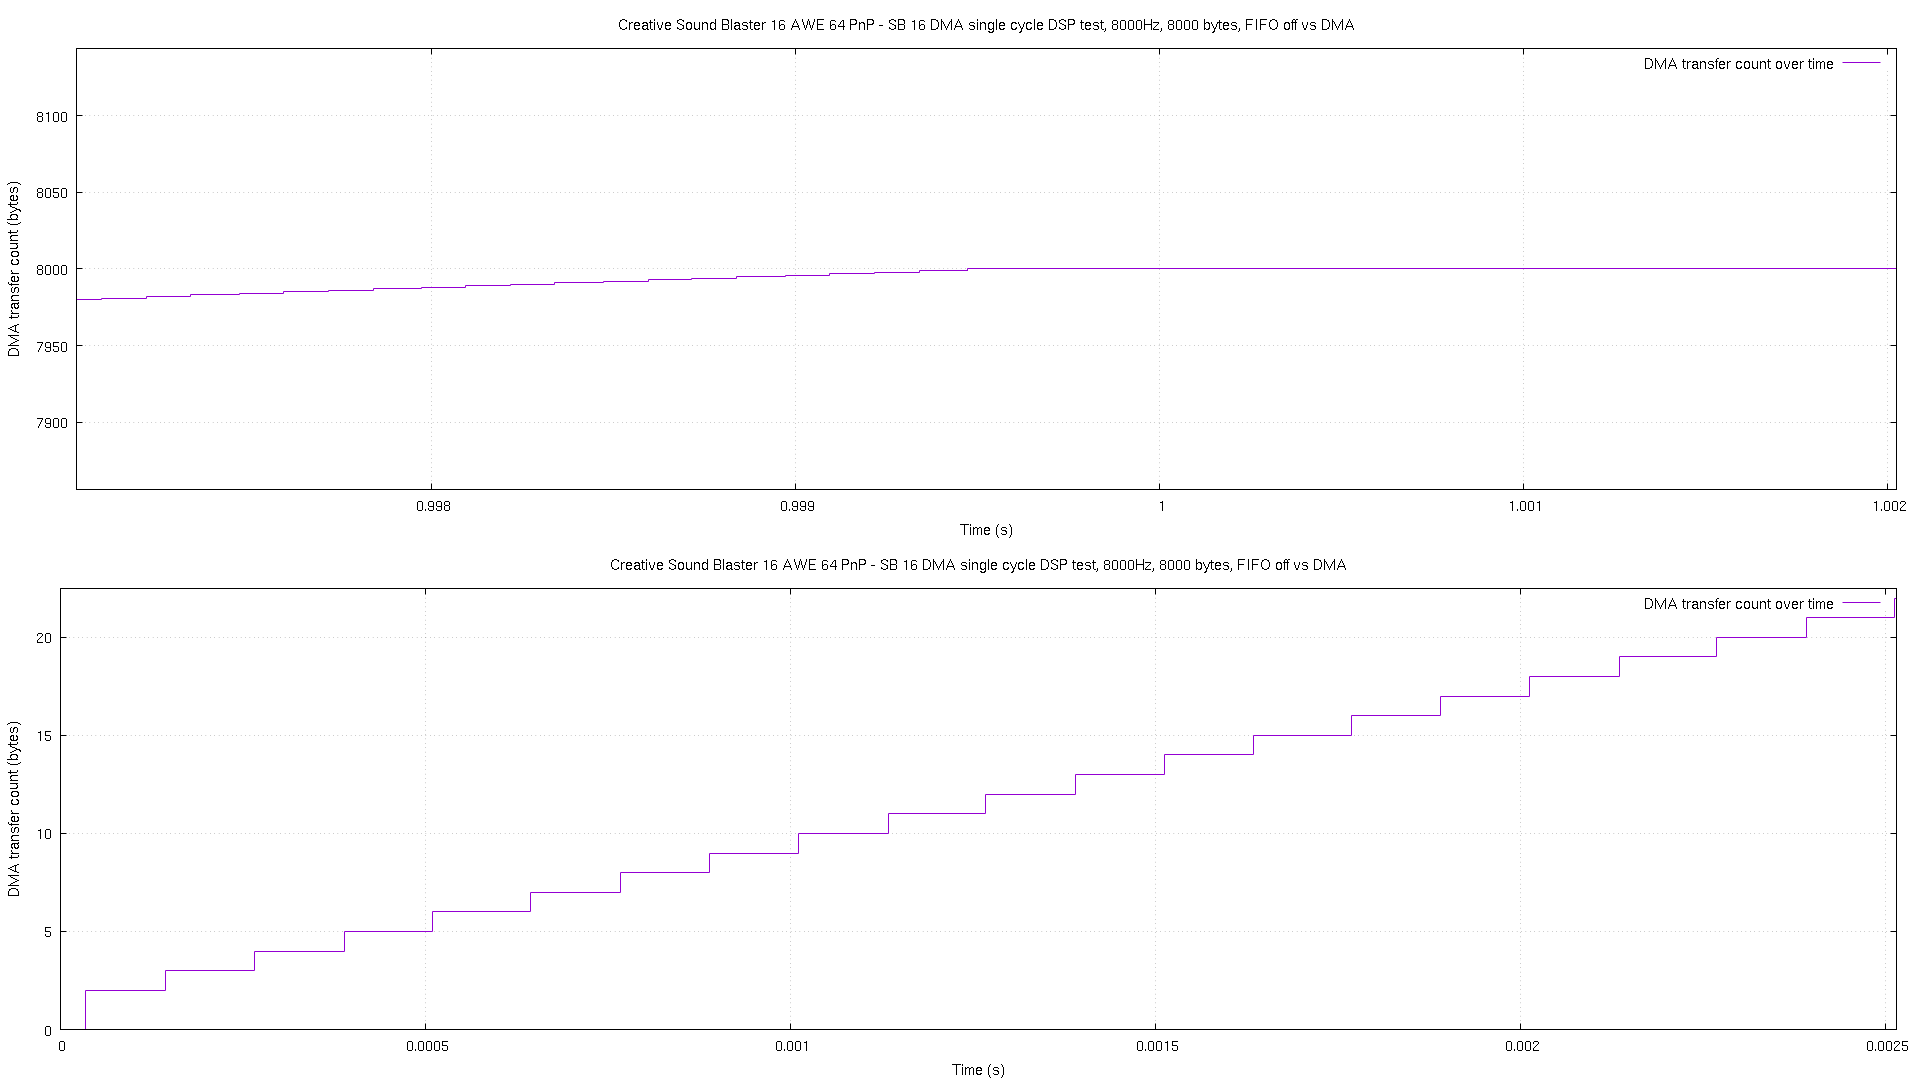 Creative Sound Blaster 16 AWE 64 PnP - SB 16 DMA single cycle DSP test, 8000Hz, 8000 bytes, FIFO off vs DMA
DMA transfer count over time
8100
8050
8000
7950
7900
DMA transfer count (bytes)
0.998 0.999 1 1.001 1.002
Time (s)
Creative Sound Blaster 16 AWE 64 PnP - SB 16 DMA single cycle DSP test, 8000Hz, 8000 bytes, FIFO off vs DMA
DMA transfer count over time
20
15
10
5
0
DMA transfer count (bytes)
0 0.0005 0.001 0.0015 0.002 0.0025
Time (s)